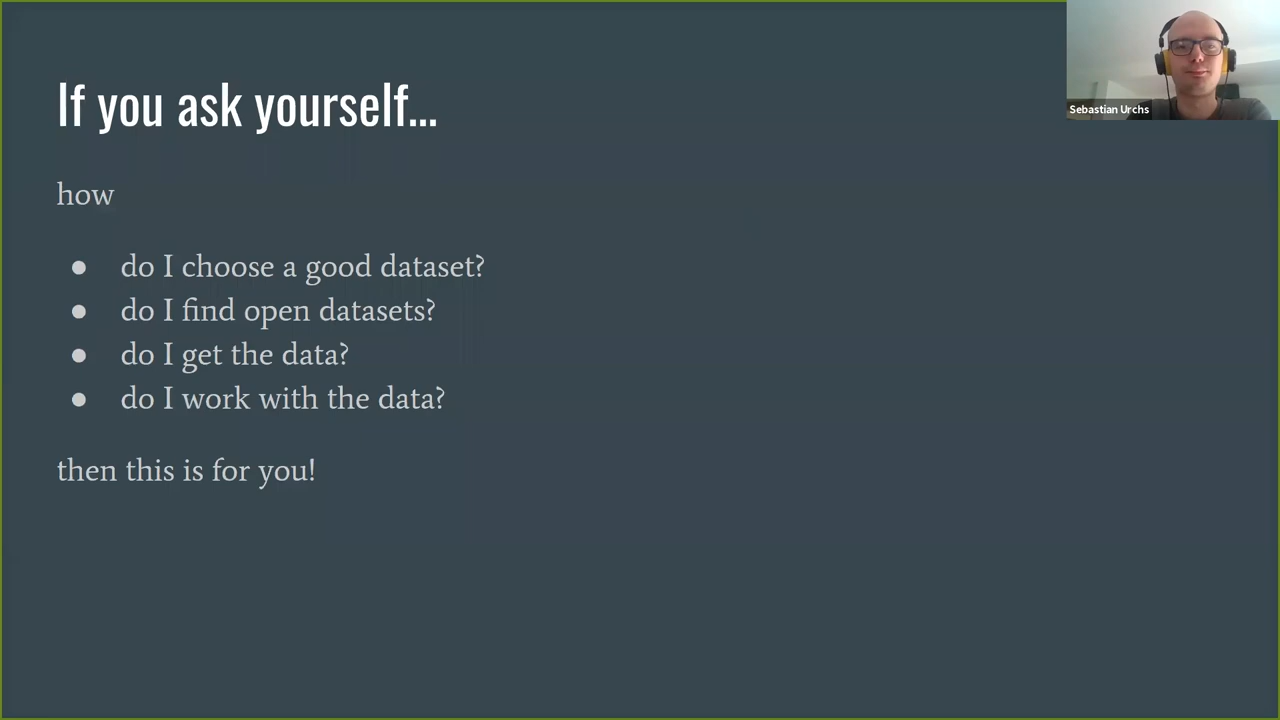 If you ask yourself...
Sebastian Urchs
how
● do I choose a good dataset?
● do I find open datasets?
● do I get the data?
● do I work with the data?
then this is for you!